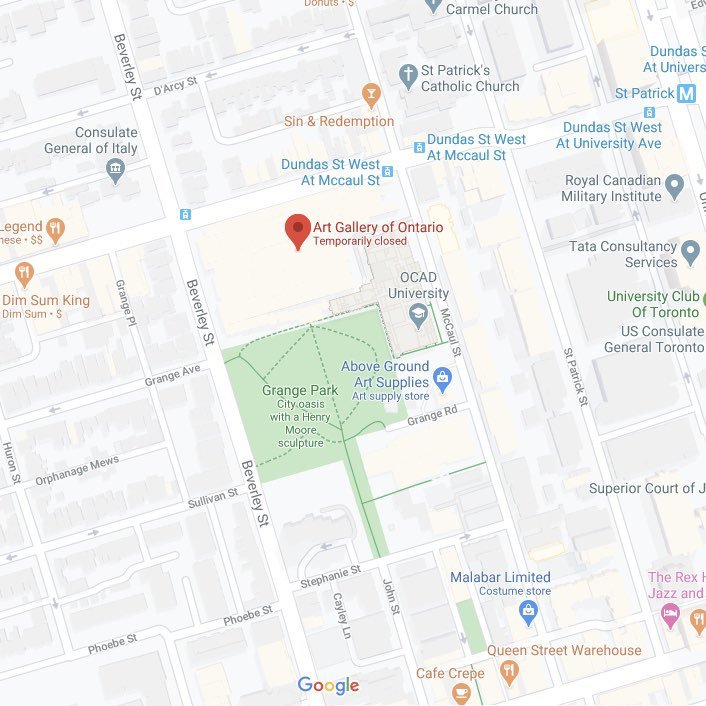 Donuts • $
Carmel Church
Beverley St
D'Arcy St
St Patrick's
Catholic Church
Dundas St West
At Univers
St Patrick
M
Sin & Redemption
Consulate
General of Italy
Dundas St West
At Mccaul St
Dundas St West
At University Ave
Dundas St West
At Mccaul St
Royal Canadian
Military Institute
Legend
nese • $$
Art Gallery of Ontario
Temporarily closed
Tata Consultancy
Services
Dim Sum King
Dim Sum • $
Grange Pl
Beverley St
OCAD
University
McCaul St
University Club
Of Toronto
US Consulate
General Toronto
St Patrick St
Grange Ave
Grange Park
City oasis
with a Henry
Moore
sculpture
Above Ground
Art Supplies
Art supply store
Grange Rd
Huron St
Orphanage Mews
Sullivan St
Beverley St
Superior Court of J
Stephanie St
Malabar Limited
Costume store
The Rex H
Jazz and
John St
Cayley Ln
Phoebe St
Phoebe St
Queen Street Warehouse
Cafe Crepe
Google